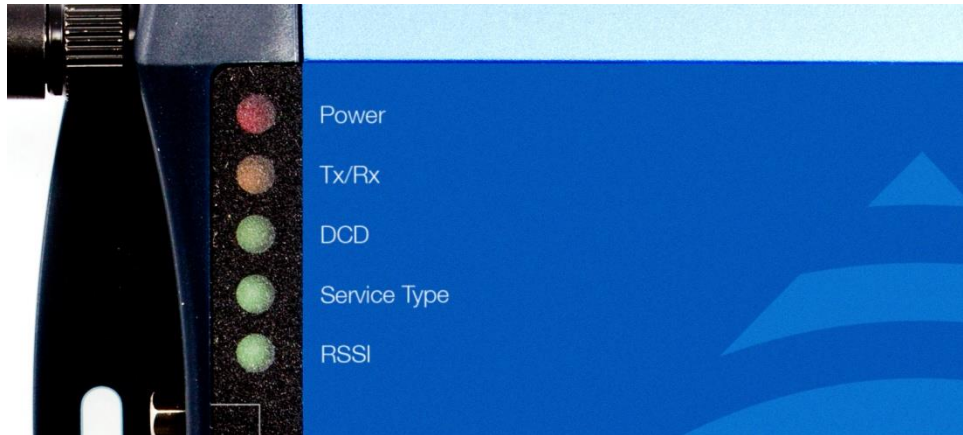 Power
Tx/Rx
DCD
Service Type
RSSI